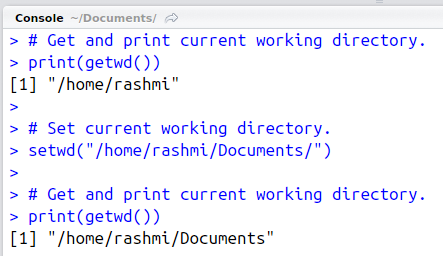 Console ~/Documents/
> # Get and print current working directory.
> print(getwd())
[1] "/home/rashmi"
>
> # Set current working directory.
> setwd("/home/rashmi/Documents/")
>
> # Get and print current working directory.
> print(getwd())
[1] "/home/rashmi/Documents"